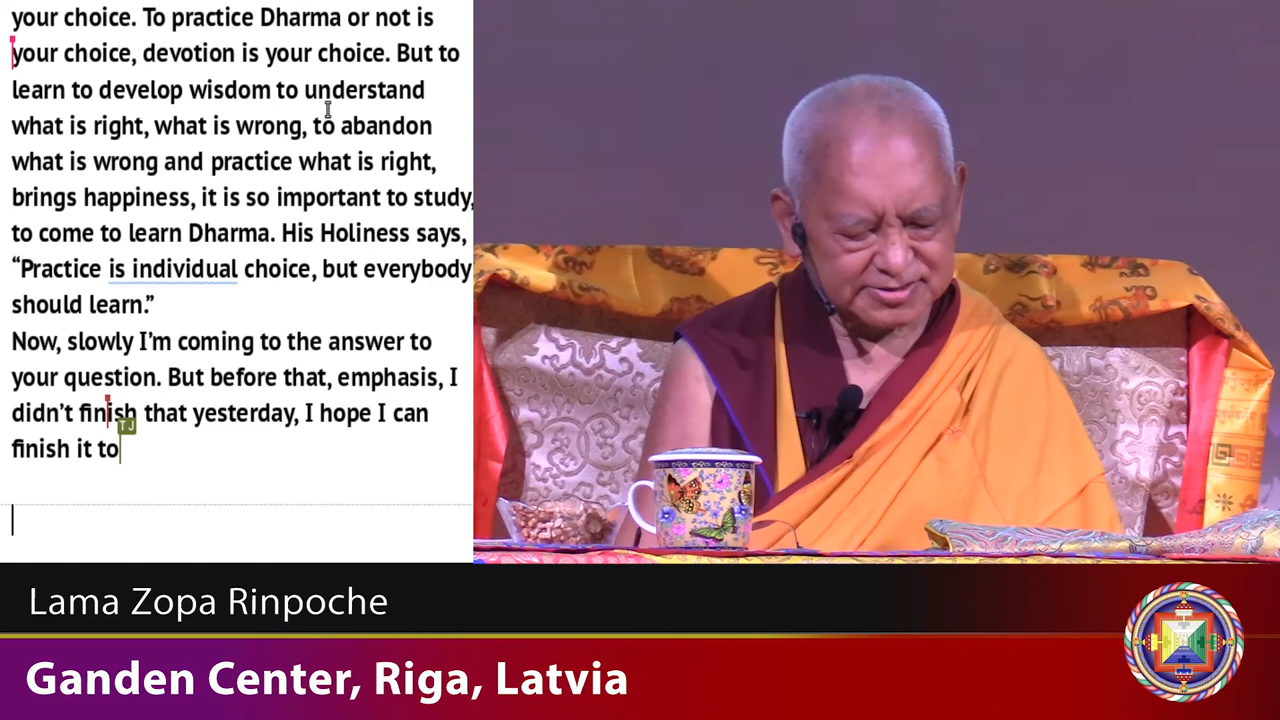 your choice. To practice Dharma or not is
your choice, devotion is your choice. But to
learn to develop wisdom to understand
what is right, what is wrong, to abandon
what is wrong and practice what is right,
brings happiness, it is so important to study,
to come to learn Dharma. His Holiness says,
“Practice is individual choice, but everybody
should learn.”
Now, slowly I’m coming to the answer to
your question. But before that, emphasis, I
didn’t finish that yesterday, I hope I can
TJ
finish it to
Lama Zopa Rinpoche
Ganden Center, Riga, Latvia